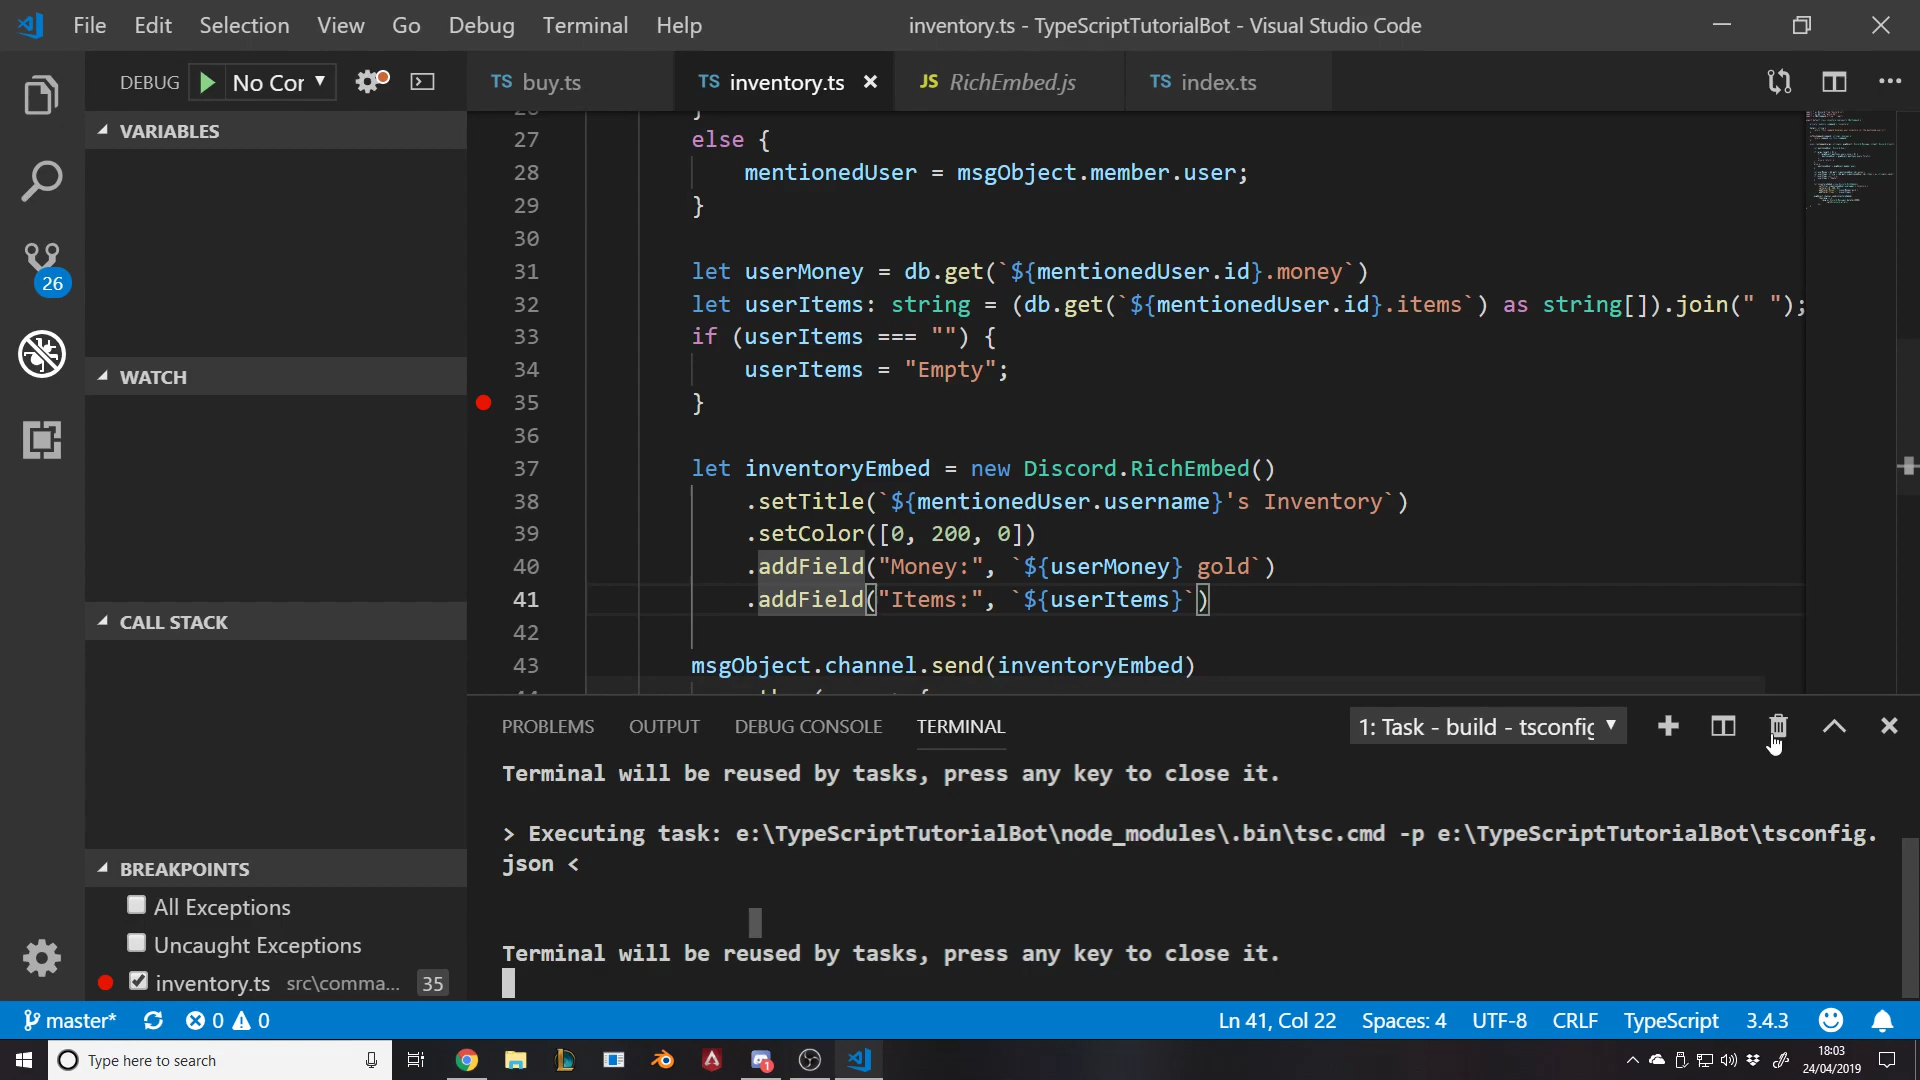 File Edit Selection View Go Debug Terminal Help
inventory.ts - TypeScriptTutorialBot - Visual Studio Code
DEBUG No Cor
TS buy.ts
TS inventory.ts
JS RichEmbed.js
TS index.ts
VARIABLES
WATCH
CALL STACK
BREAKPOINTS
All Exceptions
Uncaught Exceptions
inventory.ts src\comma... 35
26
27 else {
28 mentionedUser = msgObject.member.user;
29 }
30
31 let userMoney = db.get(`${mentionedUser.id}.money`)
32 let userItems: string = (db.get(`${mentionedUser.id}.items`) as string[]).join(" ");
33 if (userItems === "") {
34 userItems = "Empty";
35 }
36
37 let inventoryEmbed = new Discord.RichEmbed()
38 .setTitle(`${mentionedUser.username}'s Inventory`)
39 .setColor([0, 200, 0])
40 .addField("Money:", `${userMoney} gold`)
41 .addField("Items:", `${userItems}`)
42
43 msgObject.channel.send(inventoryEmbed)
PROBLEMS OUTPUT DEBUG CONSOLE TERMINAL
1: Task - build - tsconfig
Terminal will be reused by tasks, press any key to close it.
> Executing task: e:\TypeScriptTutorialBot\node_modules\.bin\tsc.cmd -p e:\TypeScriptTutorialBot\tsconfig.
json <
Terminal will be reused by tasks, press any key to close it.
master* 0 0
Ln 41, Col 22 Spaces: 4 UTF-8 CRLF TypeScript 3.4.3
Type here to search
1
18:03
24/04/2019